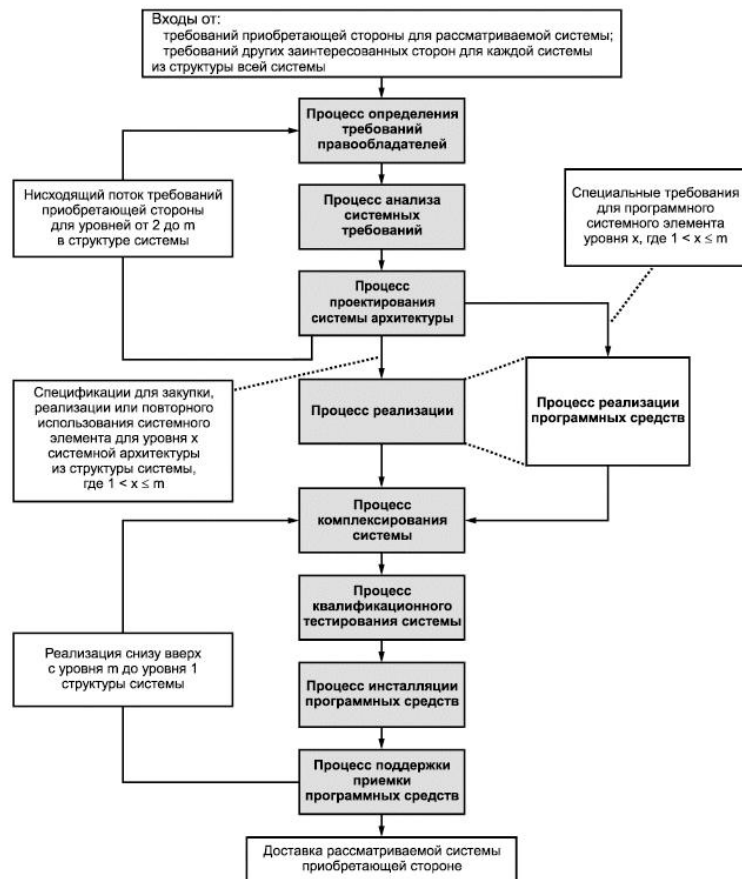 Входы от:
требований приобретающей стороны для рассматриваемой системы;
требований других заинтересованных сторон для каждой системы
из структуры всей системы
Процесс определения
требований
правообладателей
Нисходящий поток требований
приобретающей стороны
для уровней от 2 до m
в структуре системы
Процесс анализа
системных
требований
Специальные требования
для программного
системного элемента
уровня x, где 1 < x ≤ m
Процесс
проектирования
системы архитектуры
Спецификации для закупки,
реализации или повторного
использования системного
элемента для уровня x
системной архитектуры
из структуры системы,
где 1 < x ≤ m
Процесс реализации
Процесс реализации
программных средств
Процесс
комплексирования
системы
Процесс
квалификационного
тестирования системы
Реализация снизу вверх
с уровня m до уровня 1
структуры системы
Процесс инсталляции
программных средств
Процесс поддержки
приемки
программных средств
Доставка рассматриваемой системы
приобретающей стороне